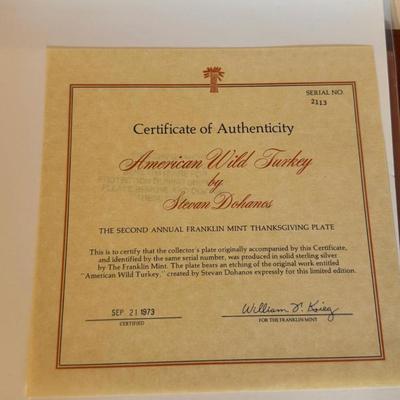 SERIAL NO.
2113
Certificate of Authenticity
American Wild Turkey
by
Stevan Dohanos
THE SECOND ANNUAL FRANKLIN MINT THANKSGIVING PLATE
This is to certify that the collector's plate originally accompanied by this Certificate,
and identified by the same serial number, was produced in solid sterling silver
by The Franklin Mint. The plate bears an etching of the original work entitled
"American Wild Turkey," created by Stevan Dohanos expressly for this limited edition.
SEP 21 1973
William T. Krieg
CERTIFIED
FOR THE FRANKLIN MINT